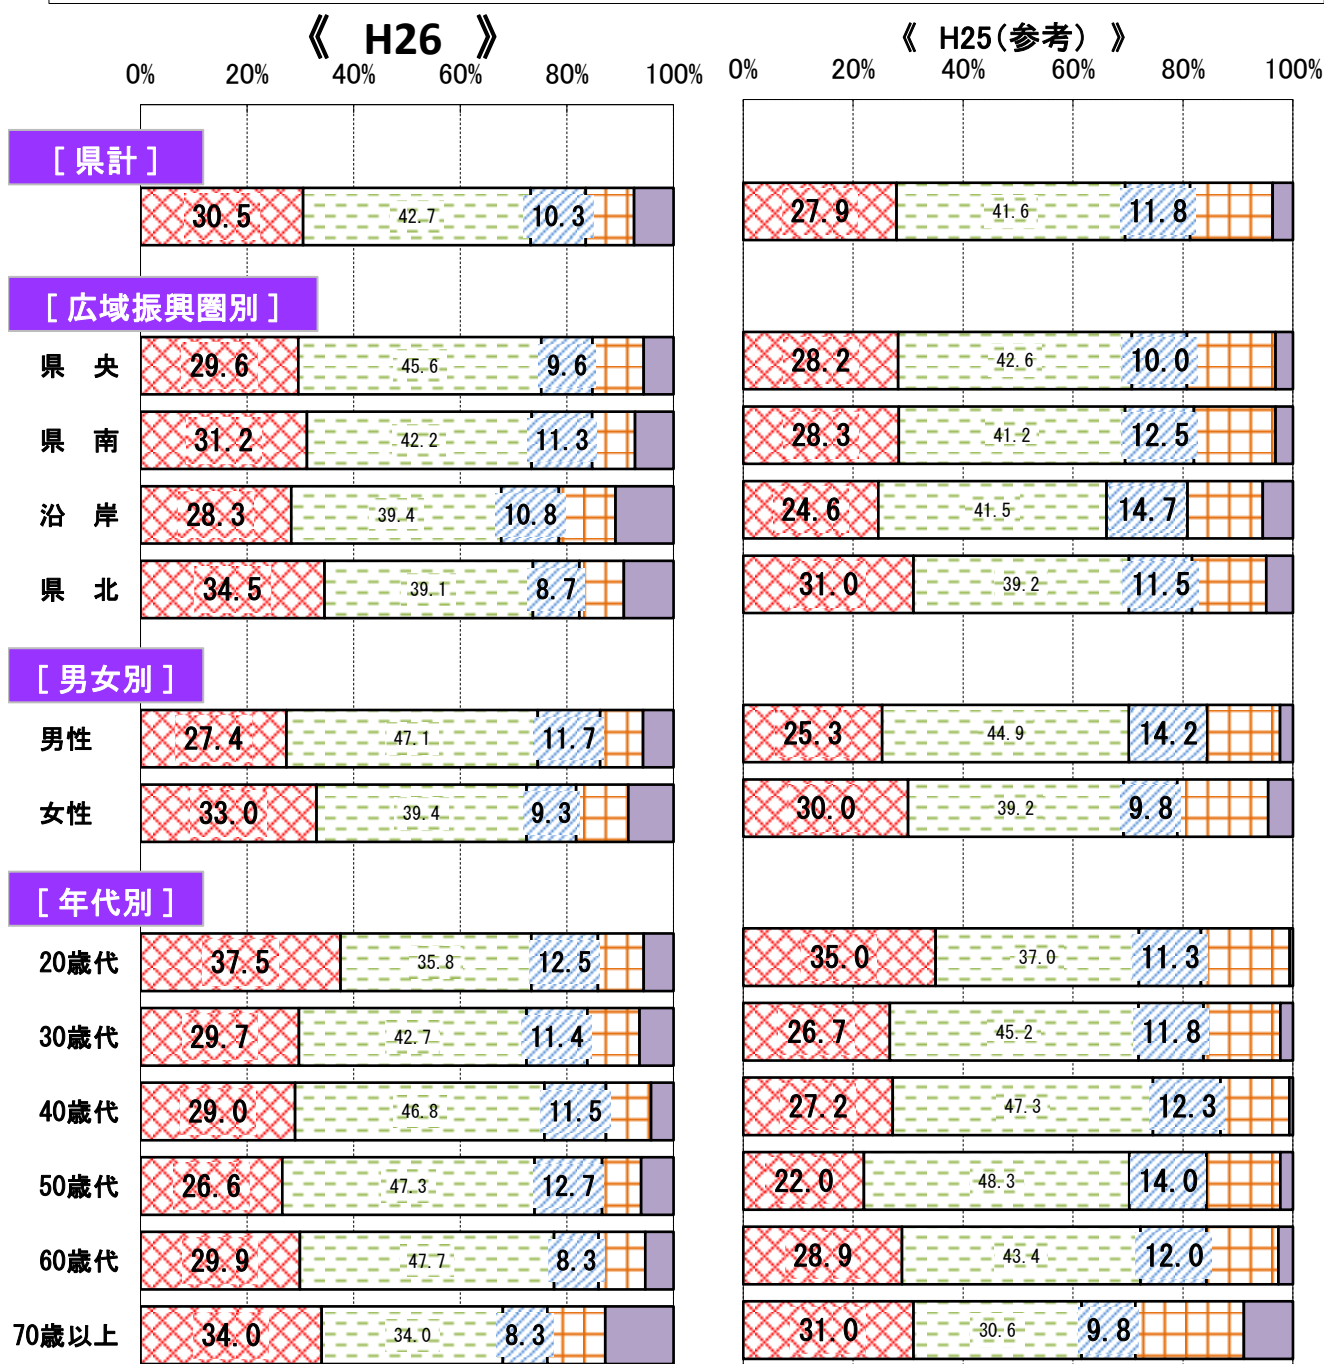 《 H26 》 《 H25(参考) 》
0% 20% 40% 60% 80% 100% 0% 20% 40% 60% 80% 100%
[ 県計 ]
30.5 42.7 10.3 27.9 41.6 11.8
[ 広域振興圏別 ]
県 央 29.6 45.6 9.6 28.2 42.6 10.0
県 南 31.2 42.2 11.3 28.3 41.2 12.5
沿 岸 28.3 39.4 10.8 24.6 41.5 14.7
県 北 34.5 39.1 8.7 31.0 39.2 11.5
[ 男女別 ]
男性 27.4 47.1 11.7 25.3 44.9 14.2
女性 33.0 39.4 9.3 30.0 39.2 9.8
[ 年代別 ]
20歳代 37.5 35.8 12.5 35.0 37.0 11.3
30歳代 29.7 42.7 11.4 26.7 45.2 11.8
40歳代 29.0 46.8 11.5 27.2 47.3 12.3
50歳代 26.6 47.3 12.7 22.0 48.3 14.0
60歳代 29.9 47.7 8.3 28.9 43.4 12.0
70歳以上 34.0 34.0 8.3 31.0 30.6 9.8